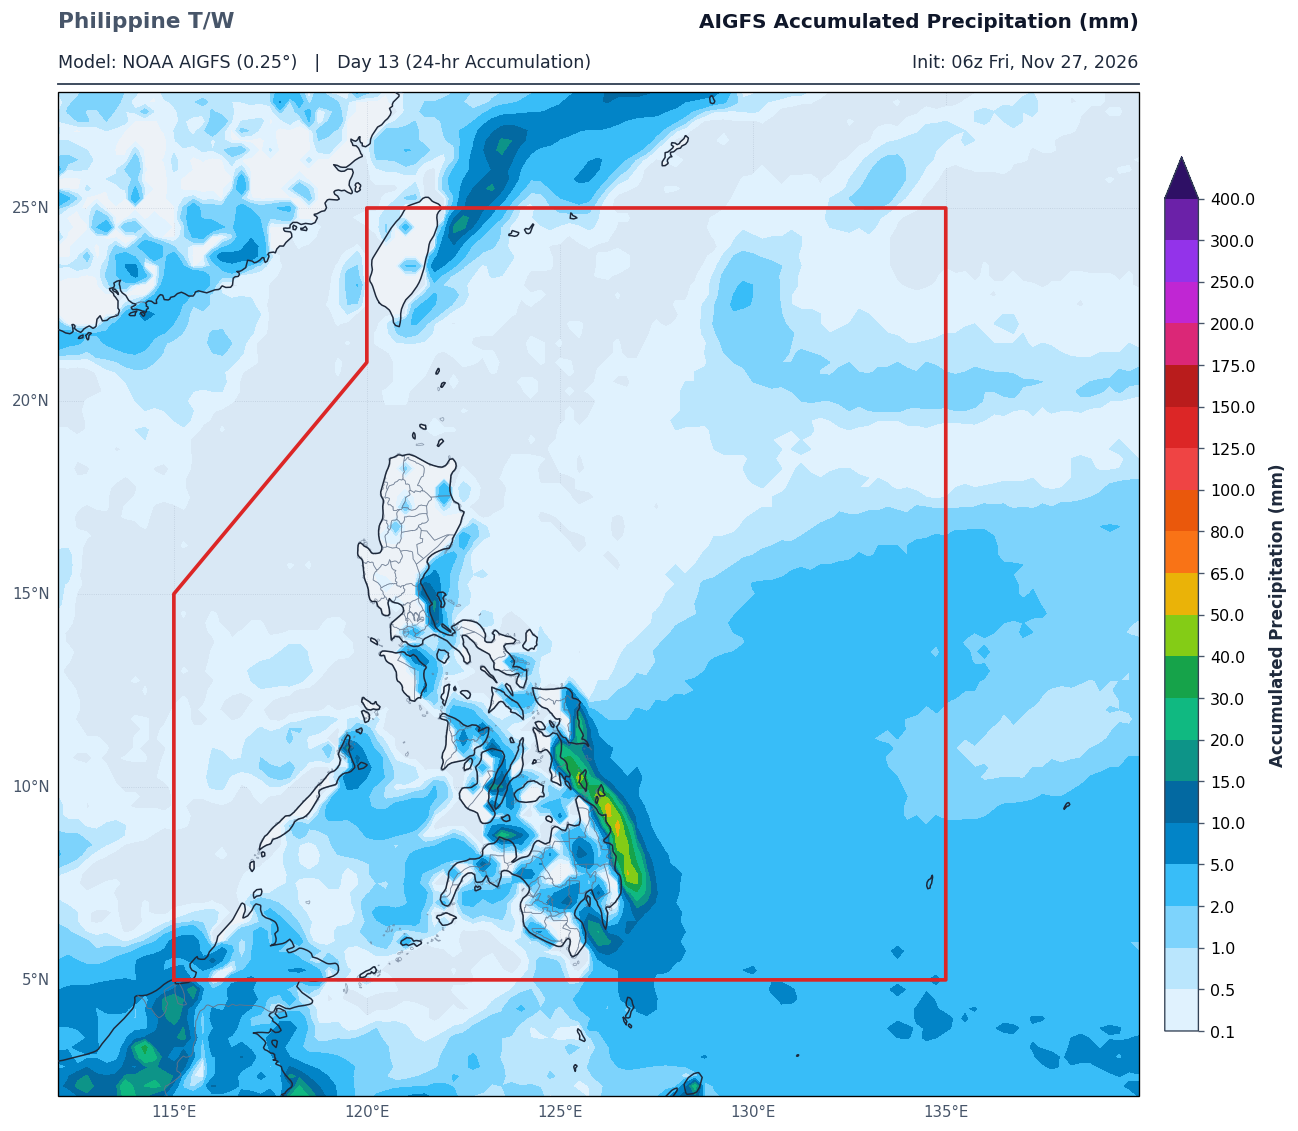 Philippine T/W
AIGFS Accumulated Precipitation (mm)
Model: NOAA AIGFS (0.25°) | Day 13 (24-hr Accumulation)
Init: 06z Fri, Nov 27, 2026
25°N
20°N
15°N
10°N
5°N
115°E
120°E
125°E
130°E
135°E
400.0
300.0
250.0
200.0
175.0
150.0
125.0
100.0
80.0
65.0
50.0
40.0
30.0
20.0
15.0
10.0
5.0
2.0
1.0
0.5
0.1
Accumulated Precipitation (mm)